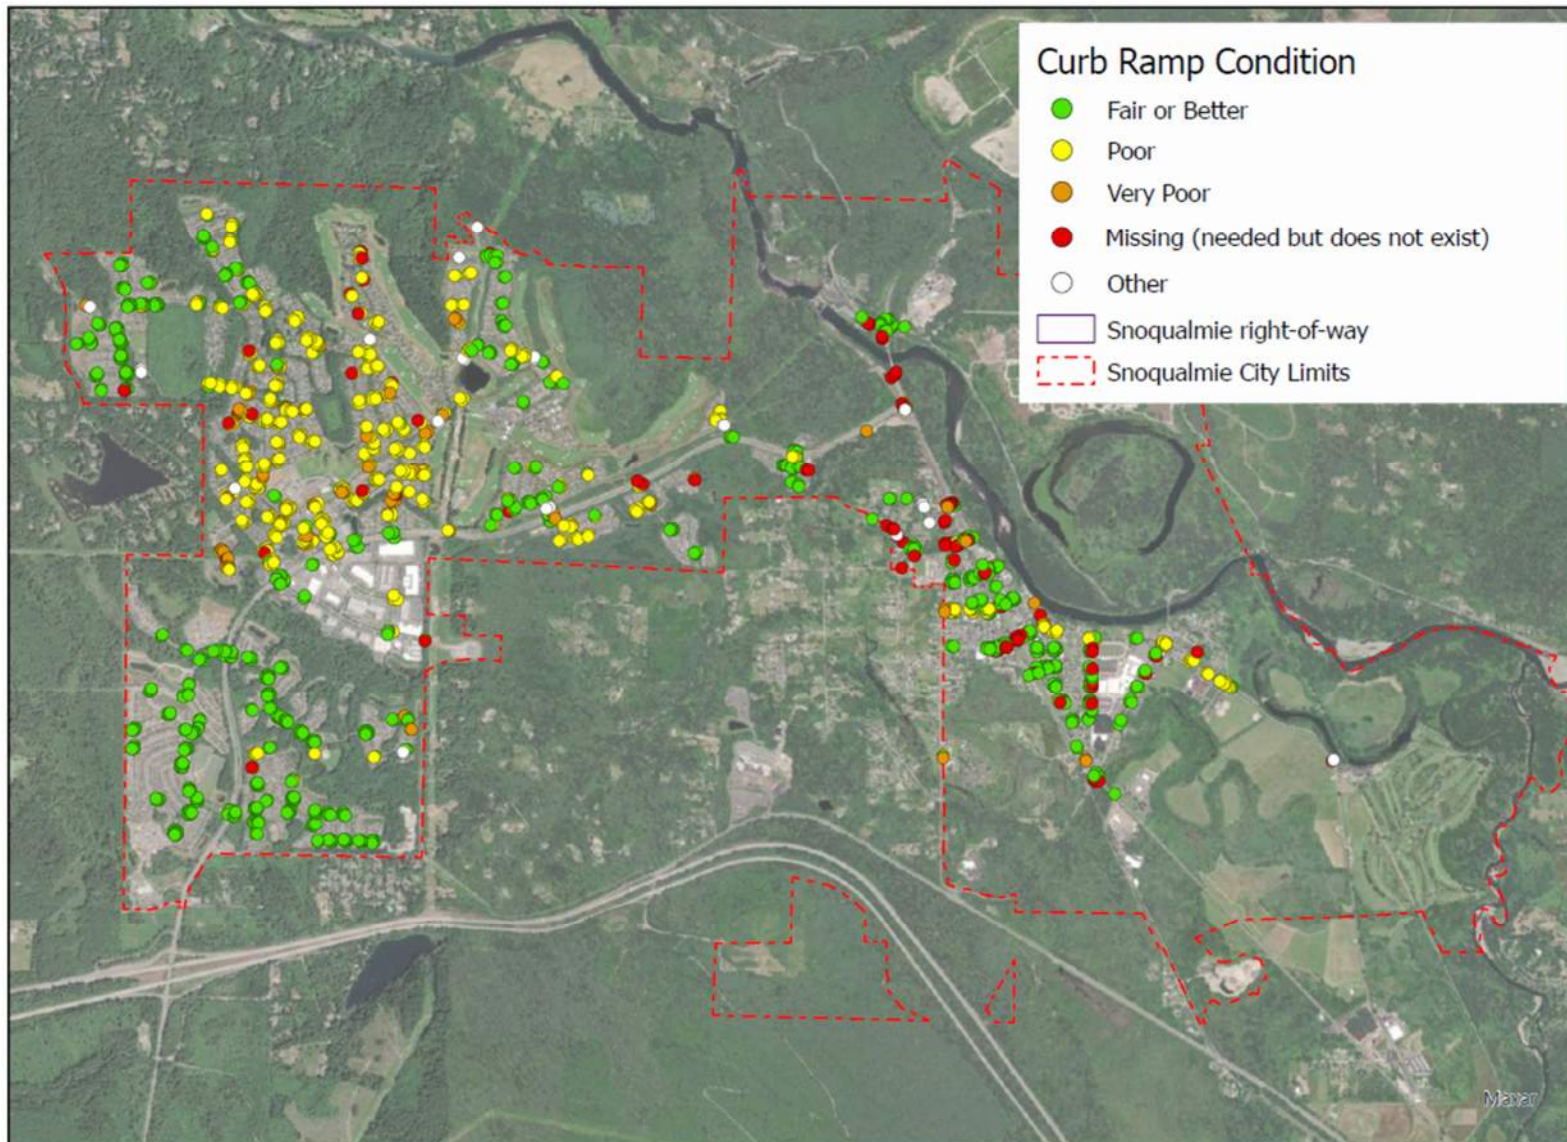 Curb Ramp Condition
Fair or Better
Poor
Very Poor
Missing (needed but does not exist)
Other
Snoqualmie right-of-way
Snoqualmie City Limits
Maxar